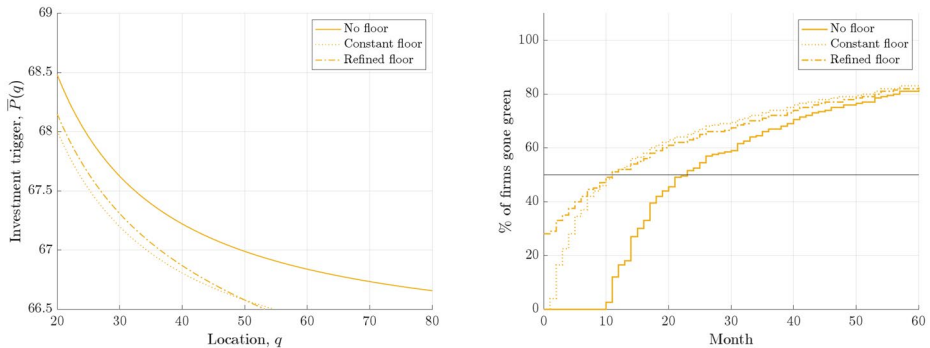 69
68.5
68
67.5
67
66.5
20
30
40
50
60
70
80
Investment trigger, P̅(q)
Location, q
No floor
Constant floor
Refined floor
100
80
60
40
20
0
0
10
20
30
40
50
60
% of firms gone green
Month
No floor
Constant floor
Refined floor